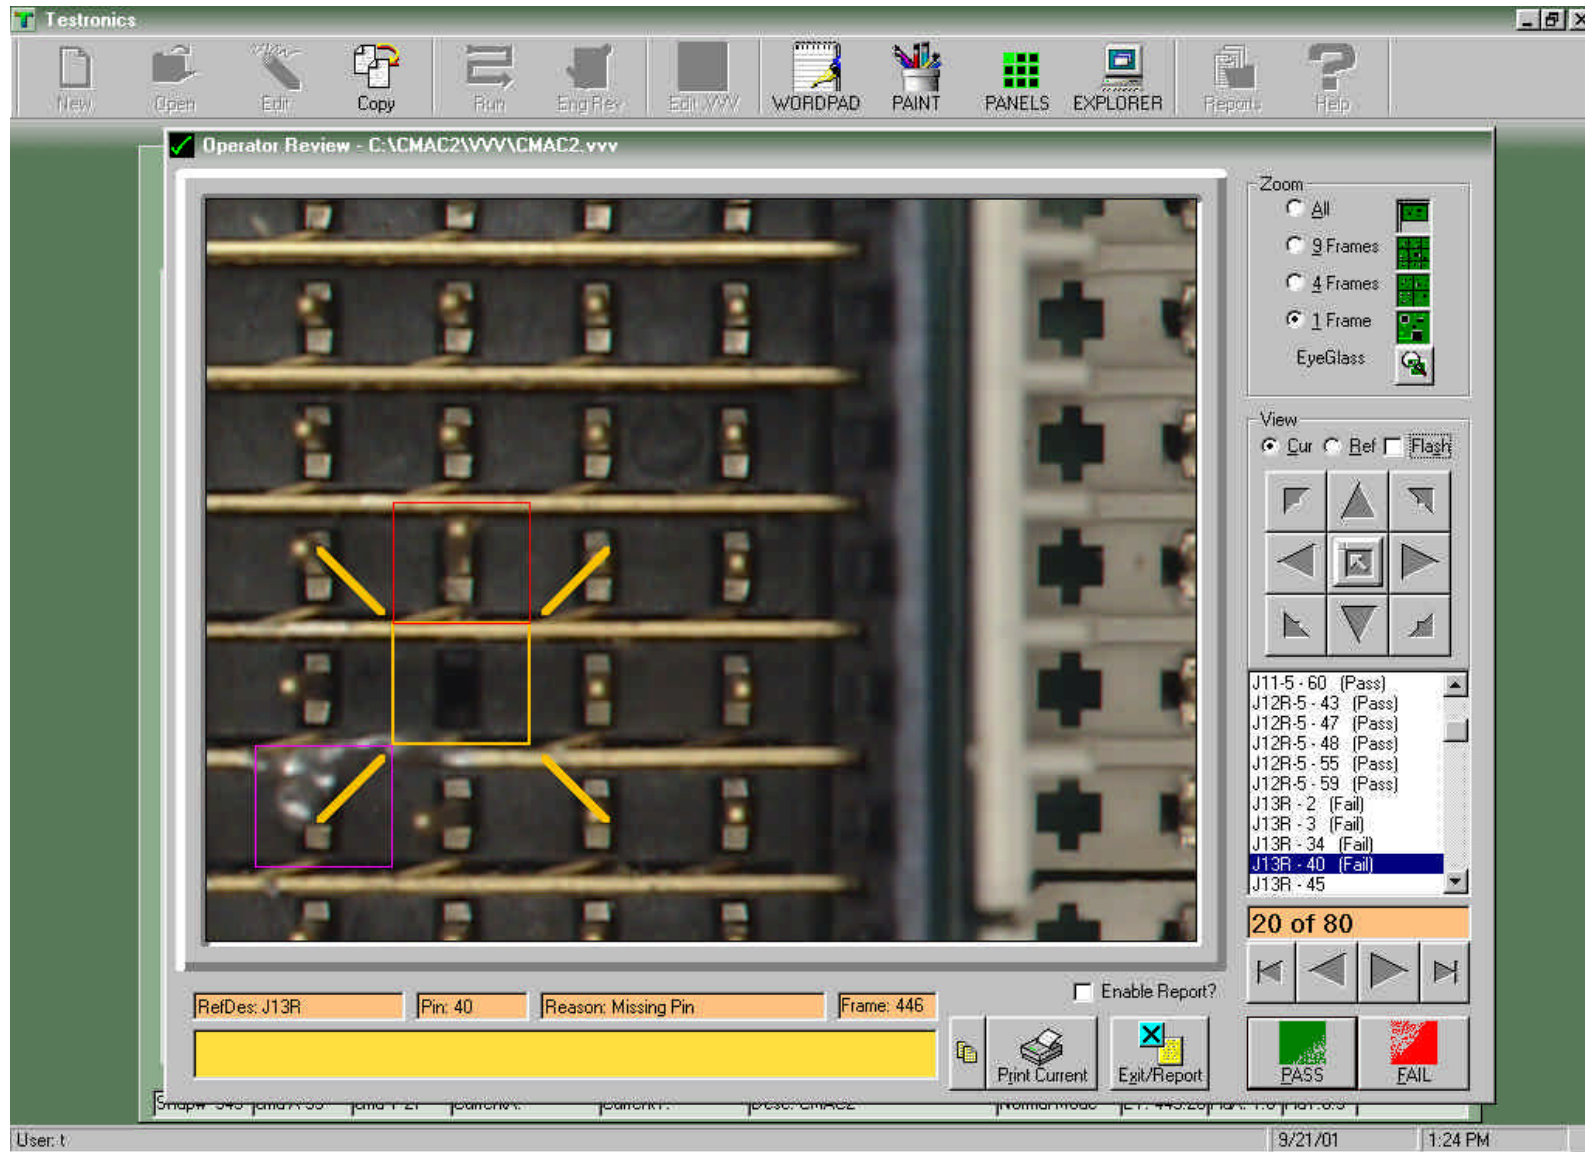 Testronics
New Open Edit Copy Run Eng Rev Edit .VVV WORDPAD PAINT PANELS EXPLORER Reports Help
Operator Review - C:\CMAC2\VVV\CMAC2.vvv
Zoom
All
9 Frames
4 Frames
1 Frame
EyeGlass
View
Cur Ref Flash
J11-5 - 60 (Pass)
J12R-5 - 43 (Pass)
J12R-5 - 47 (Pass)
J12R-5 - 48 (Pass)
J12R-5 - 55 (Pass)
J12R-5 - 59 (Pass)
J13R - 2 (Fail)
J13R - 3 (Fail)
J13R - 34 (Fail)
J13R - 40 (Fail)
J13R - 45
20 of 80
Enable Report?
RefDes: J13R Pin: 40 Reason: Missing Pin Frame: 446
Print Current Exit/Report PASS FAIL
User: t 9/21/01 1:24 PM